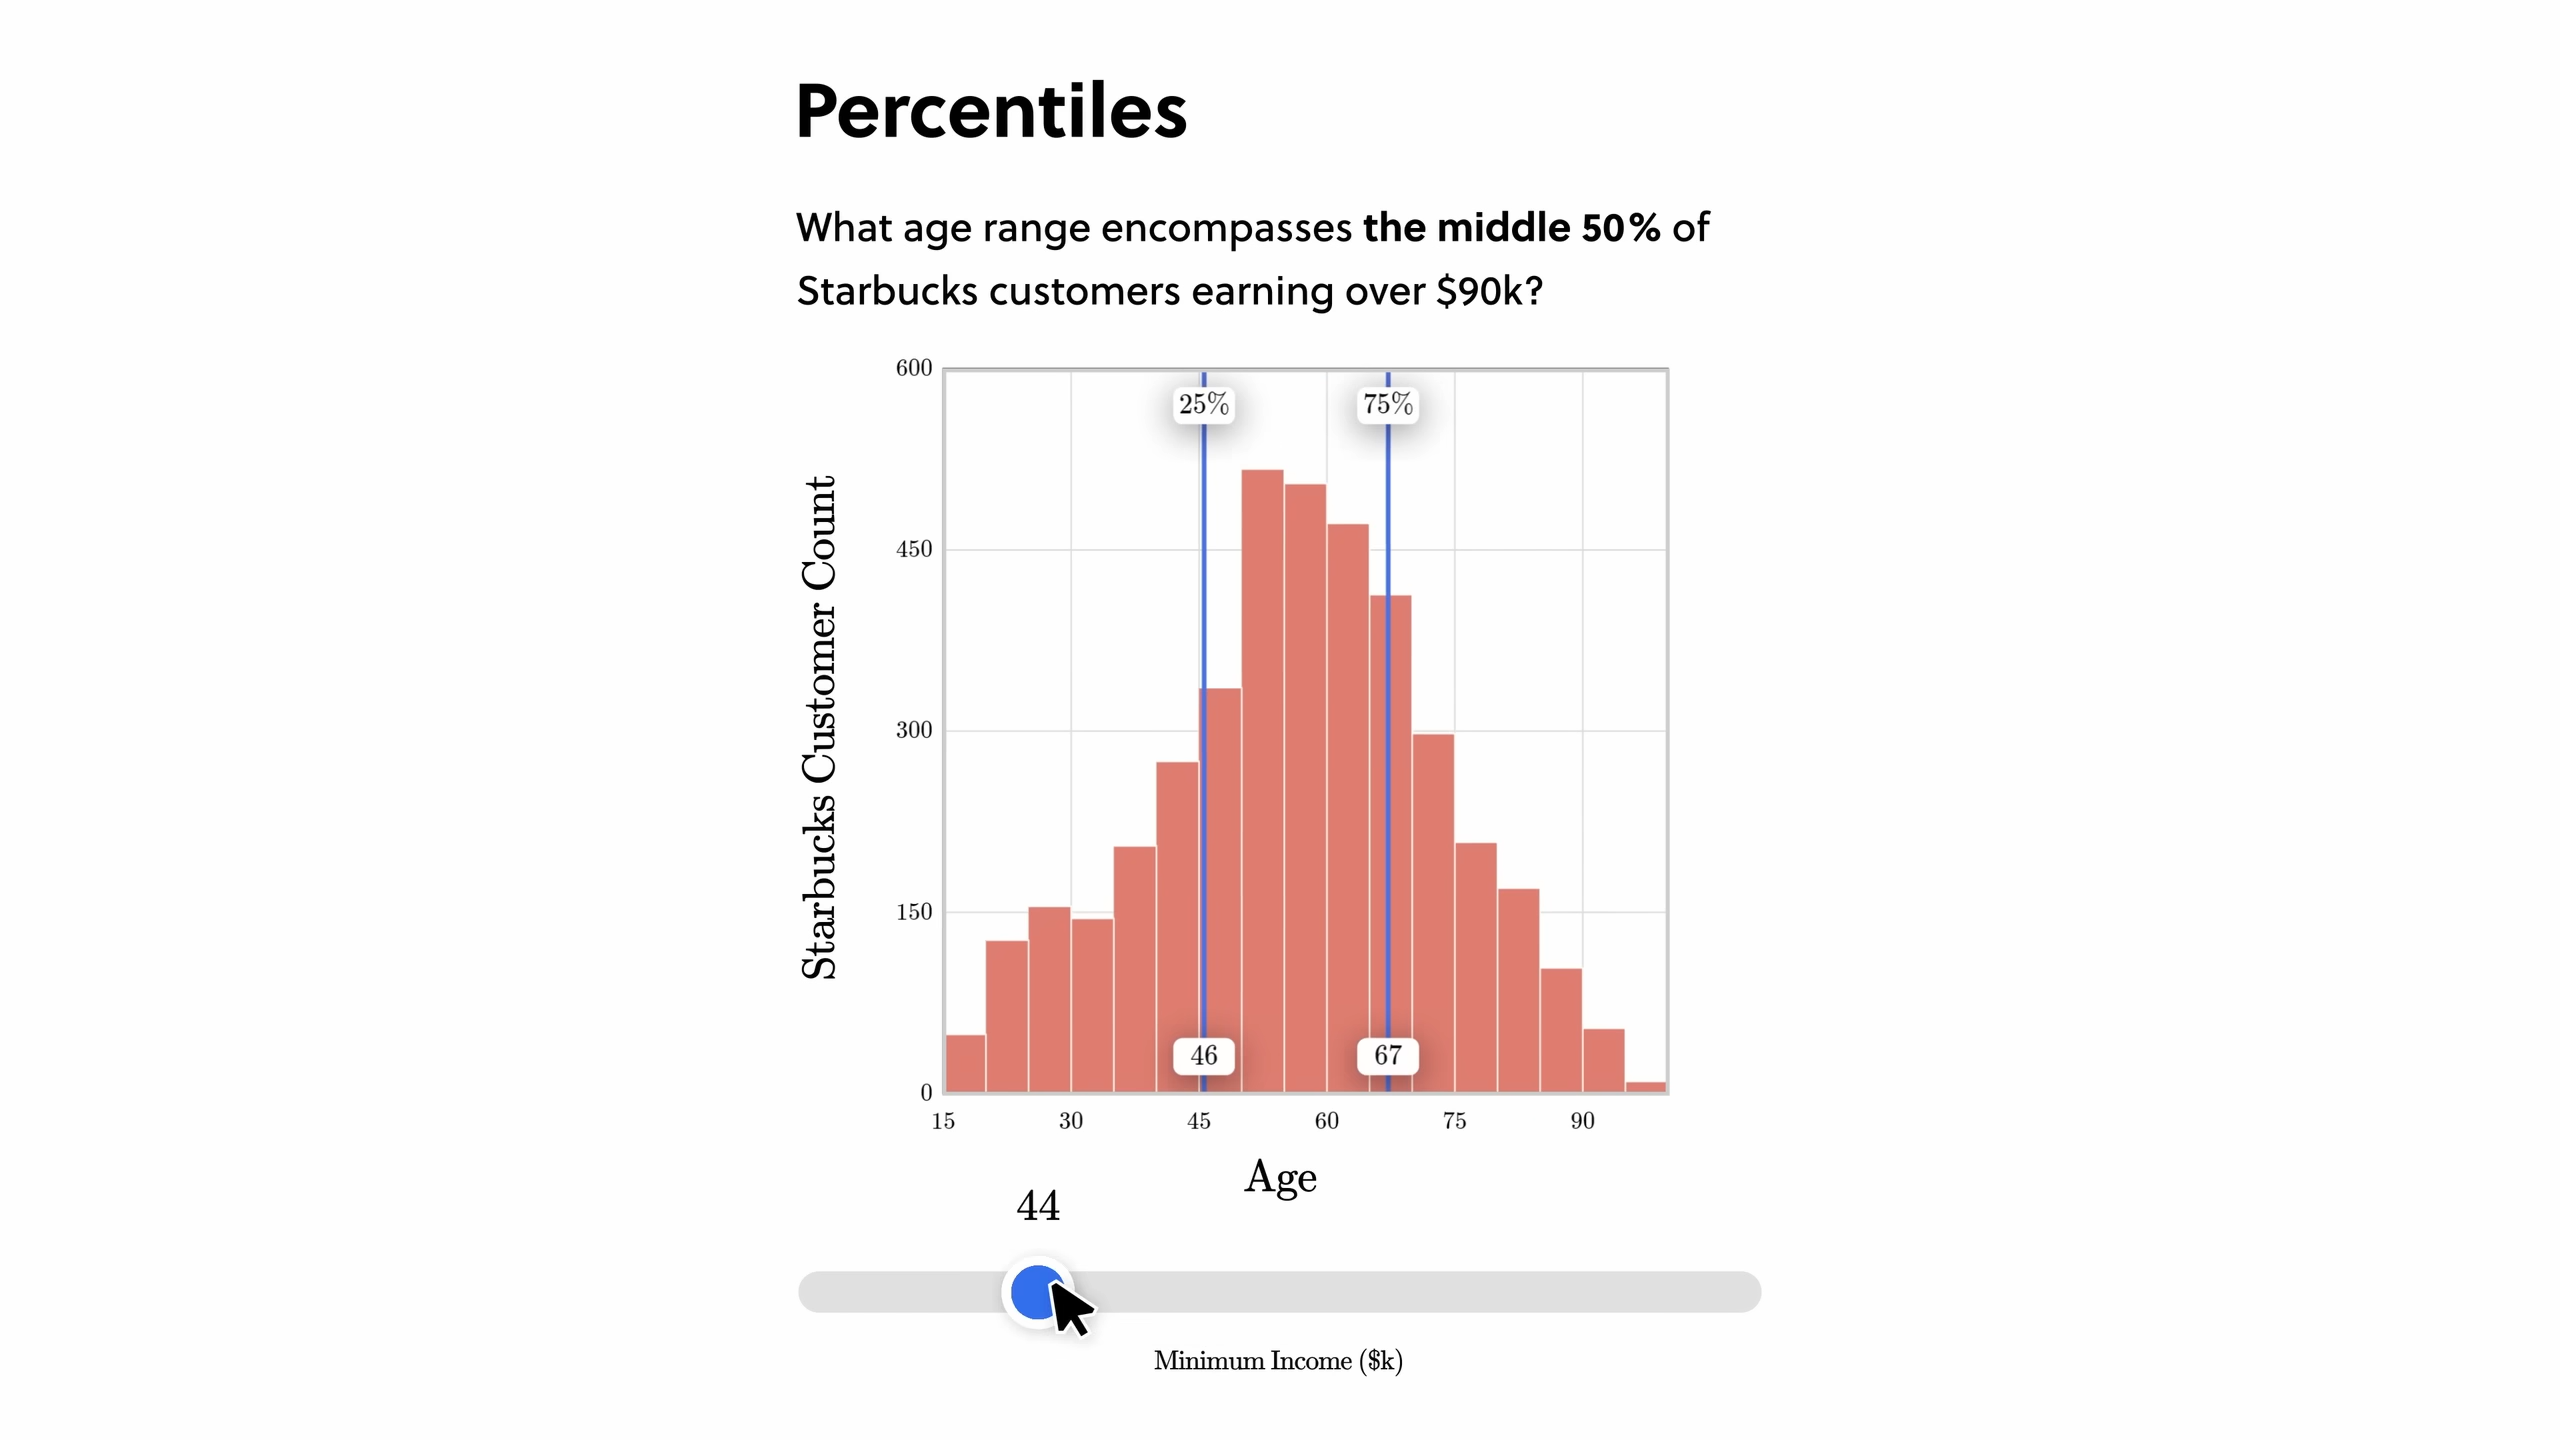 Percentiles
What age range encompasses the middle 50% of
Starbucks customers earning over $90k?
600
450
300
150
0
Starbucks Customer Count
25%
75%
46
67
15
30
45
60
75
90
Age
44
Minimum Income ($k)